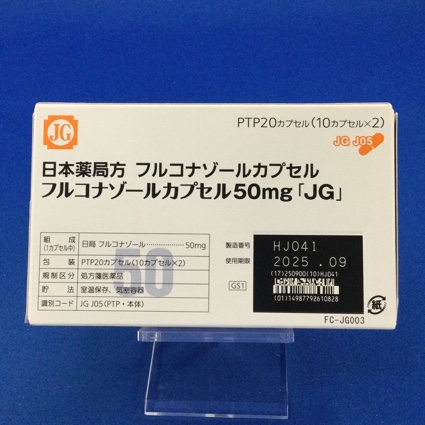 JG
PTP20カプセル(10カプセル×2)
JG J05
日本薬局方 フルコナゾールカプセル
フルコナゾールカプセル50mg「JG」
50
組成(1カプセル中) 日局 フルコナゾール……………50mg
包装 PTP20カプセル(10カプセル×2)
規制区分 処方箋医薬品
貯法 室温保存、気密容器
識別コード JG J05(PTP・本体)
製造番号 HJ041
使用期限 2025.09
(17)250900(10)HJ041
GS1
(01)14987792610828
紙
FC-JG003